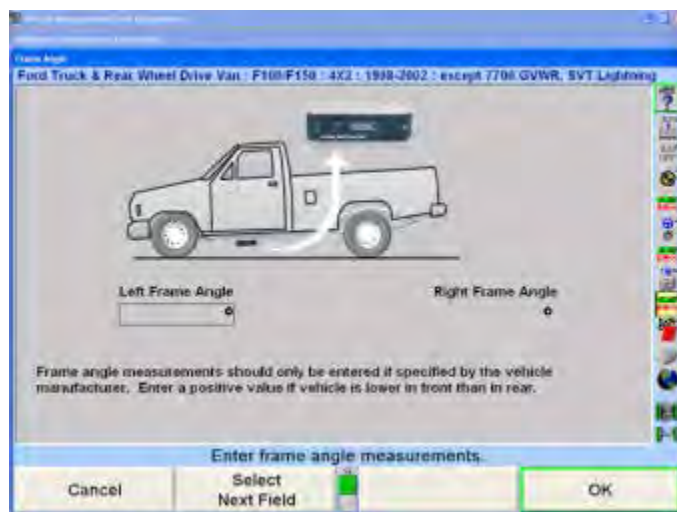 Frame Angle
Ford Truck & Rear Wheel Drive Van : F100/F150 : 4X2 : 1998-2002 : except 7700 GVWR, SVT Lightning
Left Frame Angle
Right Frame Angle
Frame angle measurements should only be entered if specified by the vehicle
manufacturer. Enter a positive value if vehicle is lower in front than in rear.
Enter frame angle measurements.
Cancel
Select
Next Field
OK